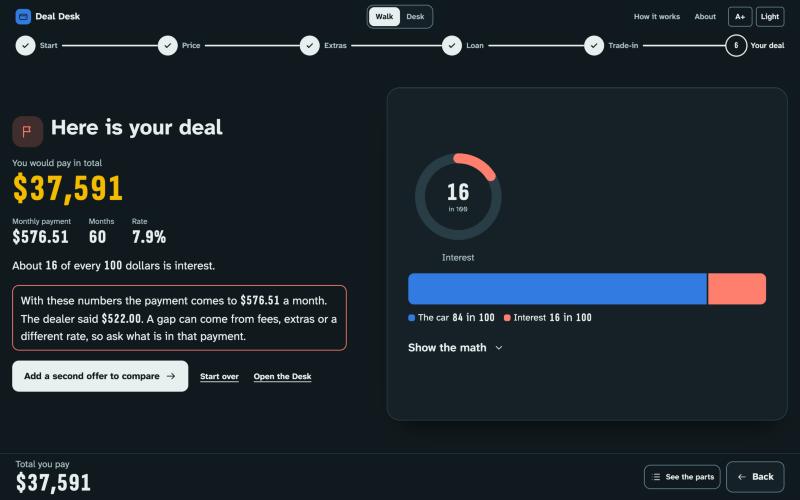 Deal Desk
Walk
Desk
How it works
About
A+
Light
Start
Price
Extras
Loan
Trade-in
6
Your deal
Here is your deal
You would pay in total
$37,591
Monthly payment
Months
Rate
$576.51
60
7.9%
About 16 of every 100 dollars is interest.
With these numbers the payment comes to $576.51 a month.
The dealer said $522.00. A gap can come from fees, extras or a
different rate, so ask what is in that payment.
Add a second offer to compare
Start over
Open the Desk
16
in 100
Interest
The car 84 in 100
Interest 16 in 100
Show the math
Total you pay
$37,591
See the parts
Back